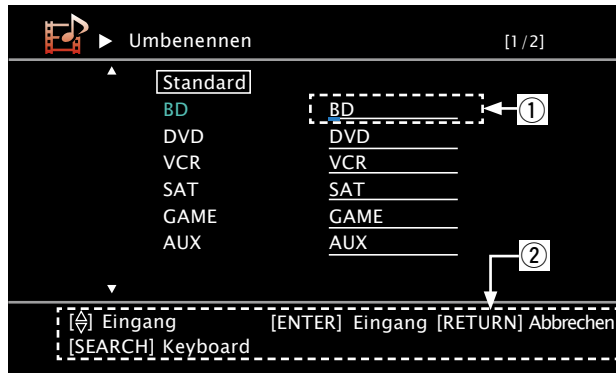 ▶ Umbenennen [1/2]
Standard
BD BD ①
DVD DVD
VCR VCR
SAT SAT
GAME GAME
AUX AUX
②
[△▽] Eingang [ENTER] Eingang [RETURN] Abbrechen
[SEARCH] Keyboard